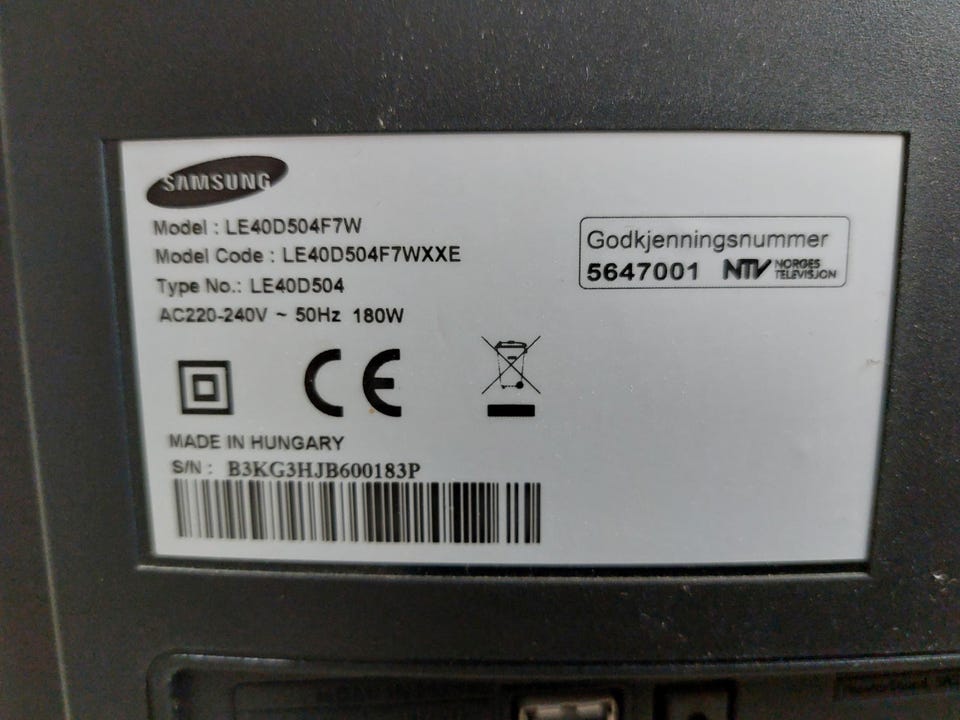 SAMSUNG
Model : LE40D504F7W
Model Code : LE40D504F7WXXE
Type No.: LE40D504
AC220-240V ~ 50Hz 180W
Godkjenningsnummer
5647001 NTV NORGES TELEVISJON
CE
MADE IN HUNGARY
S/N : B3KG3HJB600183P